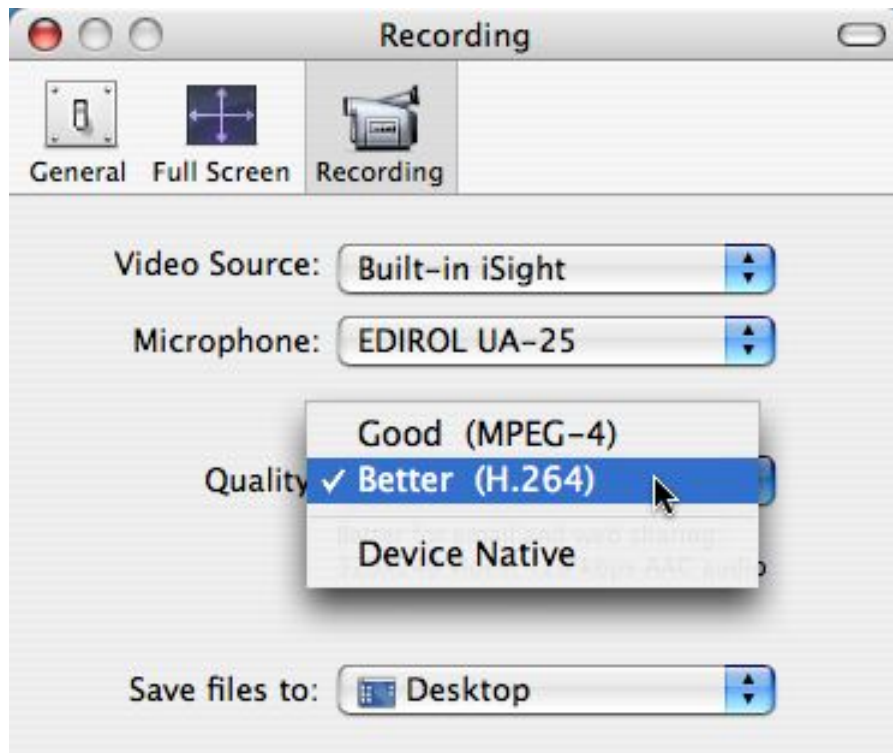 Recording
General Full Screen Recording
Video Source: Built-in iSight
Microphone: EDIROL UA-25
Good (MPEG-4)
Quality ✓ Better (H.264)
Device Native
Save files to: Desktop